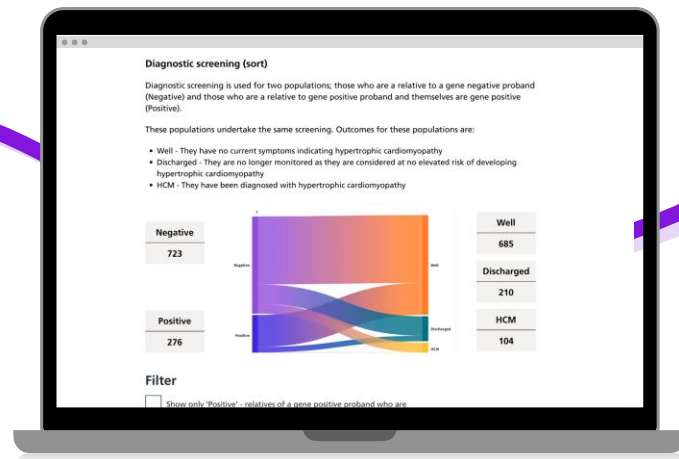 Diagnostic screening (sort)
Diagnostic screening is used for two populations; those who are a relative to a gene negative proband
(Negative) and those who are a relative to gene positive proband and themselves are gene positive
(Positive).
These populations undertake the same screening. Outcomes for these populations are:
• Well - They have no current symptoms indicating hypertrophic cardiomyopathy
• Discharged - They are no longer monitored as they are considered at no elevated risk of developing
hypertrophic cardiomyopathy
• HCM - They have been diagnosed with hypertrophic cardiomyopathy
Negative
723
Positive
276
Negative
Positive
Well
Discharged
HCM
Well
685
Discharged
210
HCM
104
Filter
Show only 'Positive' - relatives of a gene positive proband who are